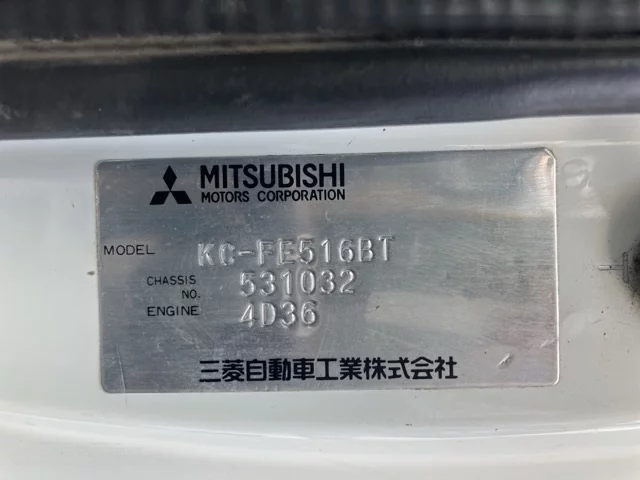 MITSUBISHI
MOTORS CORPORATION
MODEL KC-FE516BT
CHASSIS NO. 531032
ENGINE 4D36
三菱自動車工業株式会社